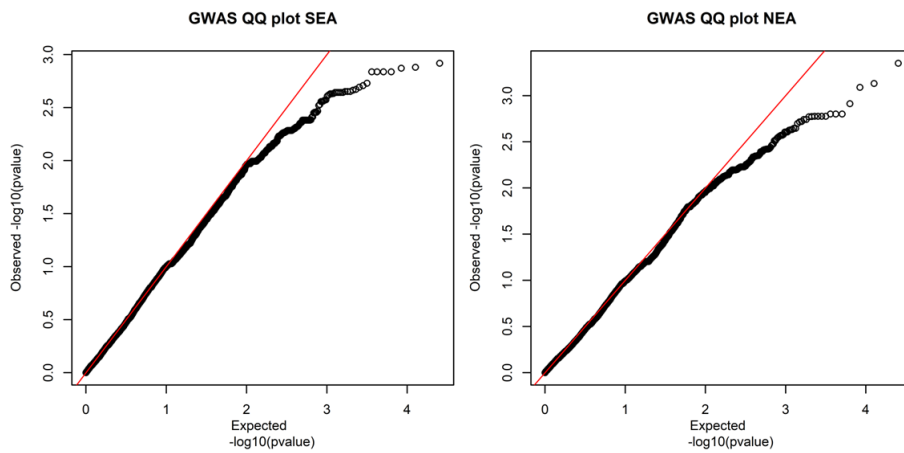 GWAS QQ plot SEA
3.0
2.5
2.0
1.5
1.0
0.5
0.0
Observed -log10(pvalue)
0 1 2 3 4
Expected
-log10(pvalue)
GWAS QQ plot NEA
3.0
2.5
2.0
1.5
1.0
0.5
0.0
Observed -log10(pvalue)
0 1 2 3 4
Expected
-log10(pvalue)